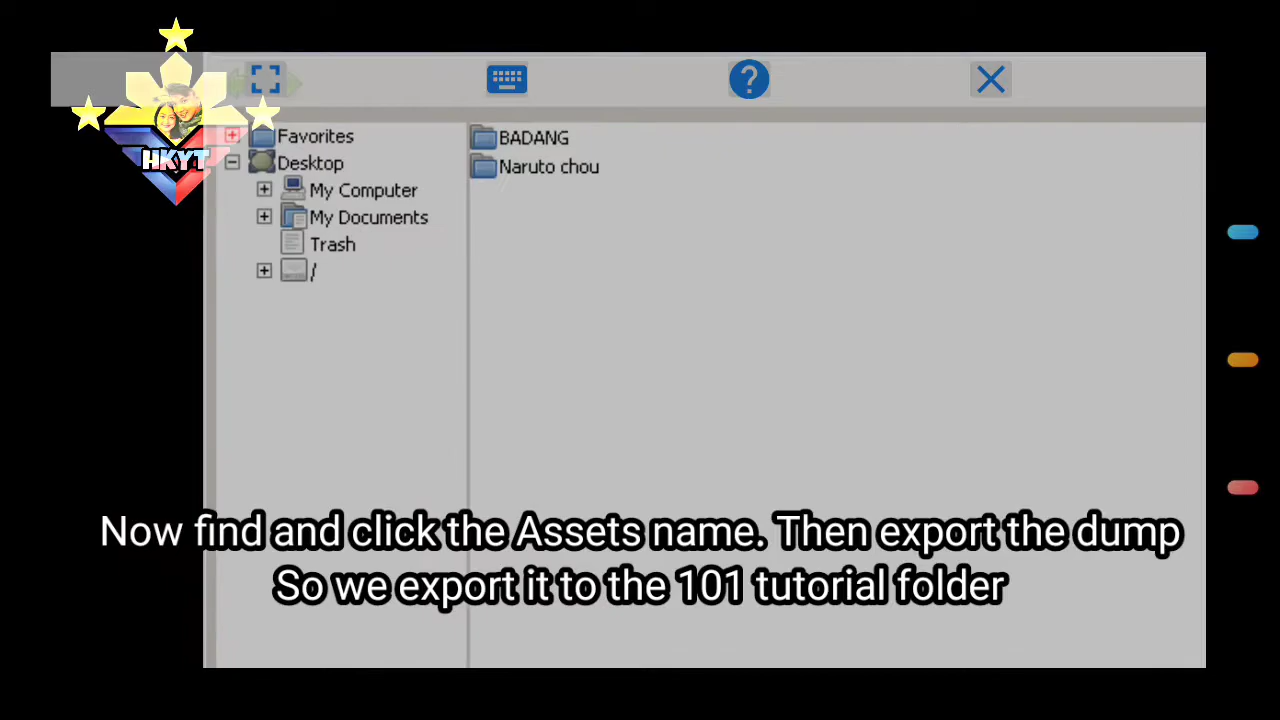 HKYT
Favorites
Desktop
My Computer
My Documents
Trash
/
BADANG
Naruto chou
Now find and click the Assets name. Then export the dump
So we export it to the 101 tutorial folder